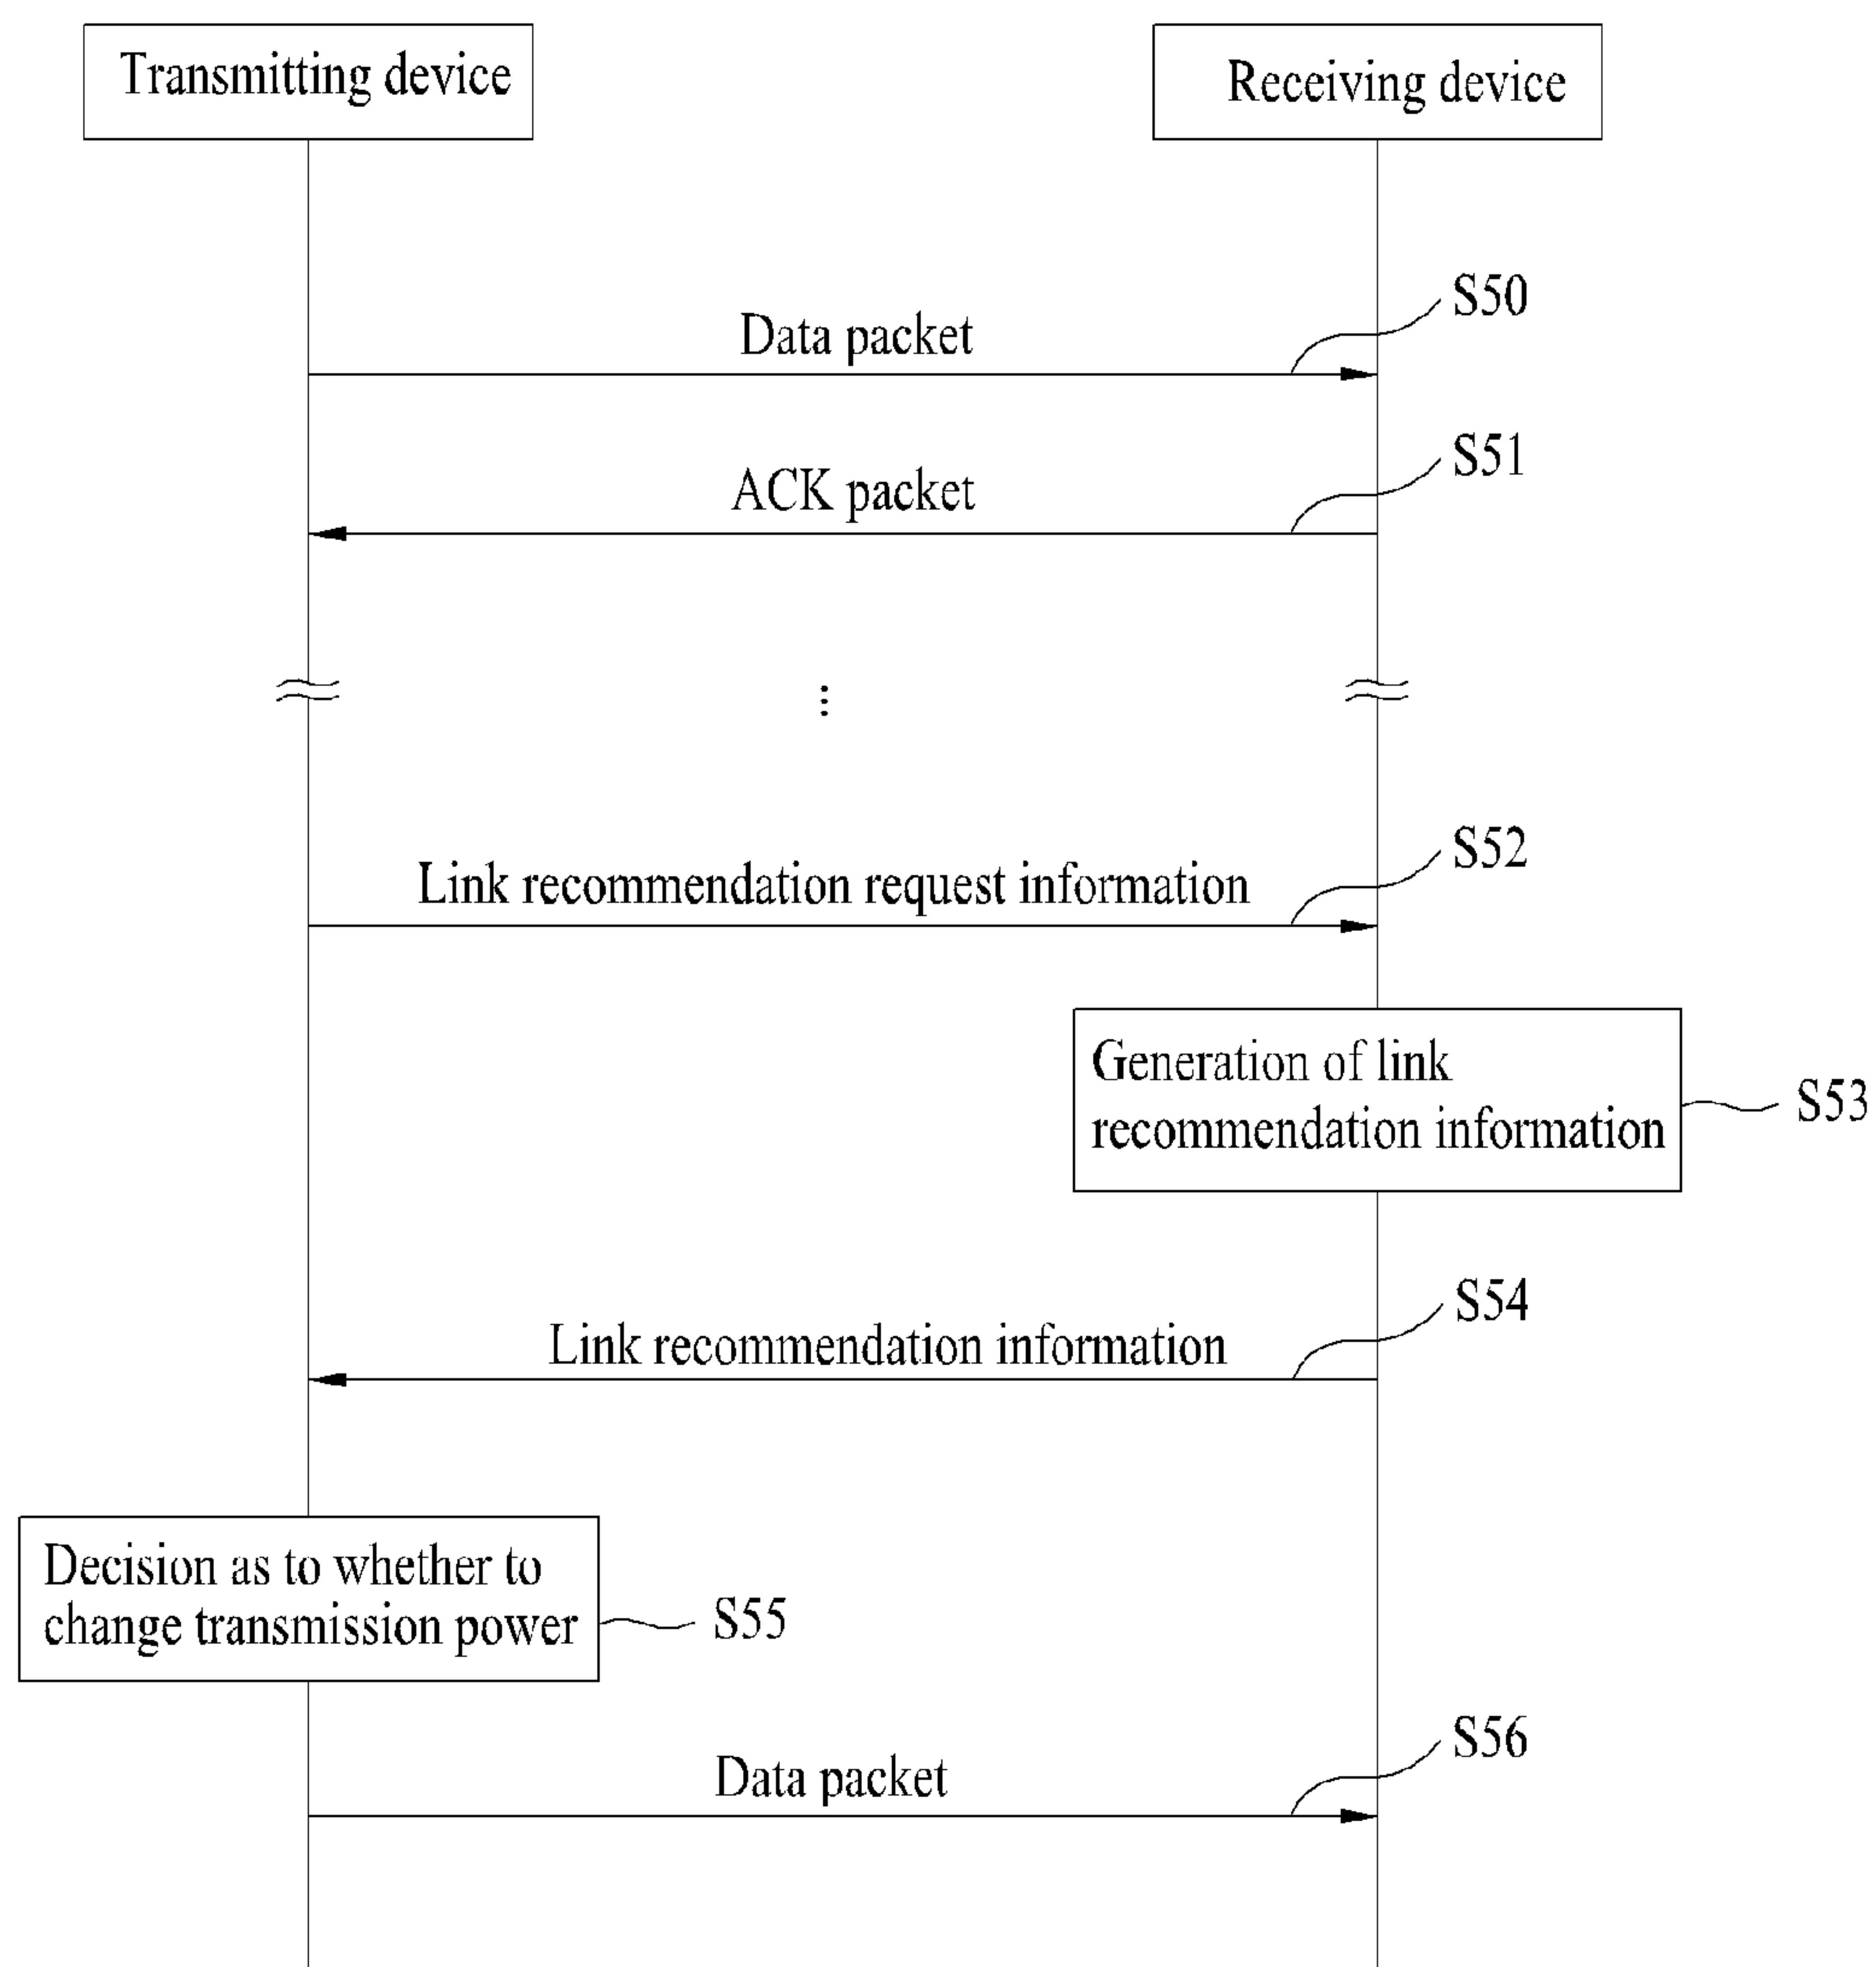 Transmitting device
Receiving device
S50
Data packet
S51
ACK packet
S52
Link recommendation request information
Generation of link
recommendation information
S53
S54
Link recommendation information
Decision as to whether to
change transmission power
S55
S56
Data packet